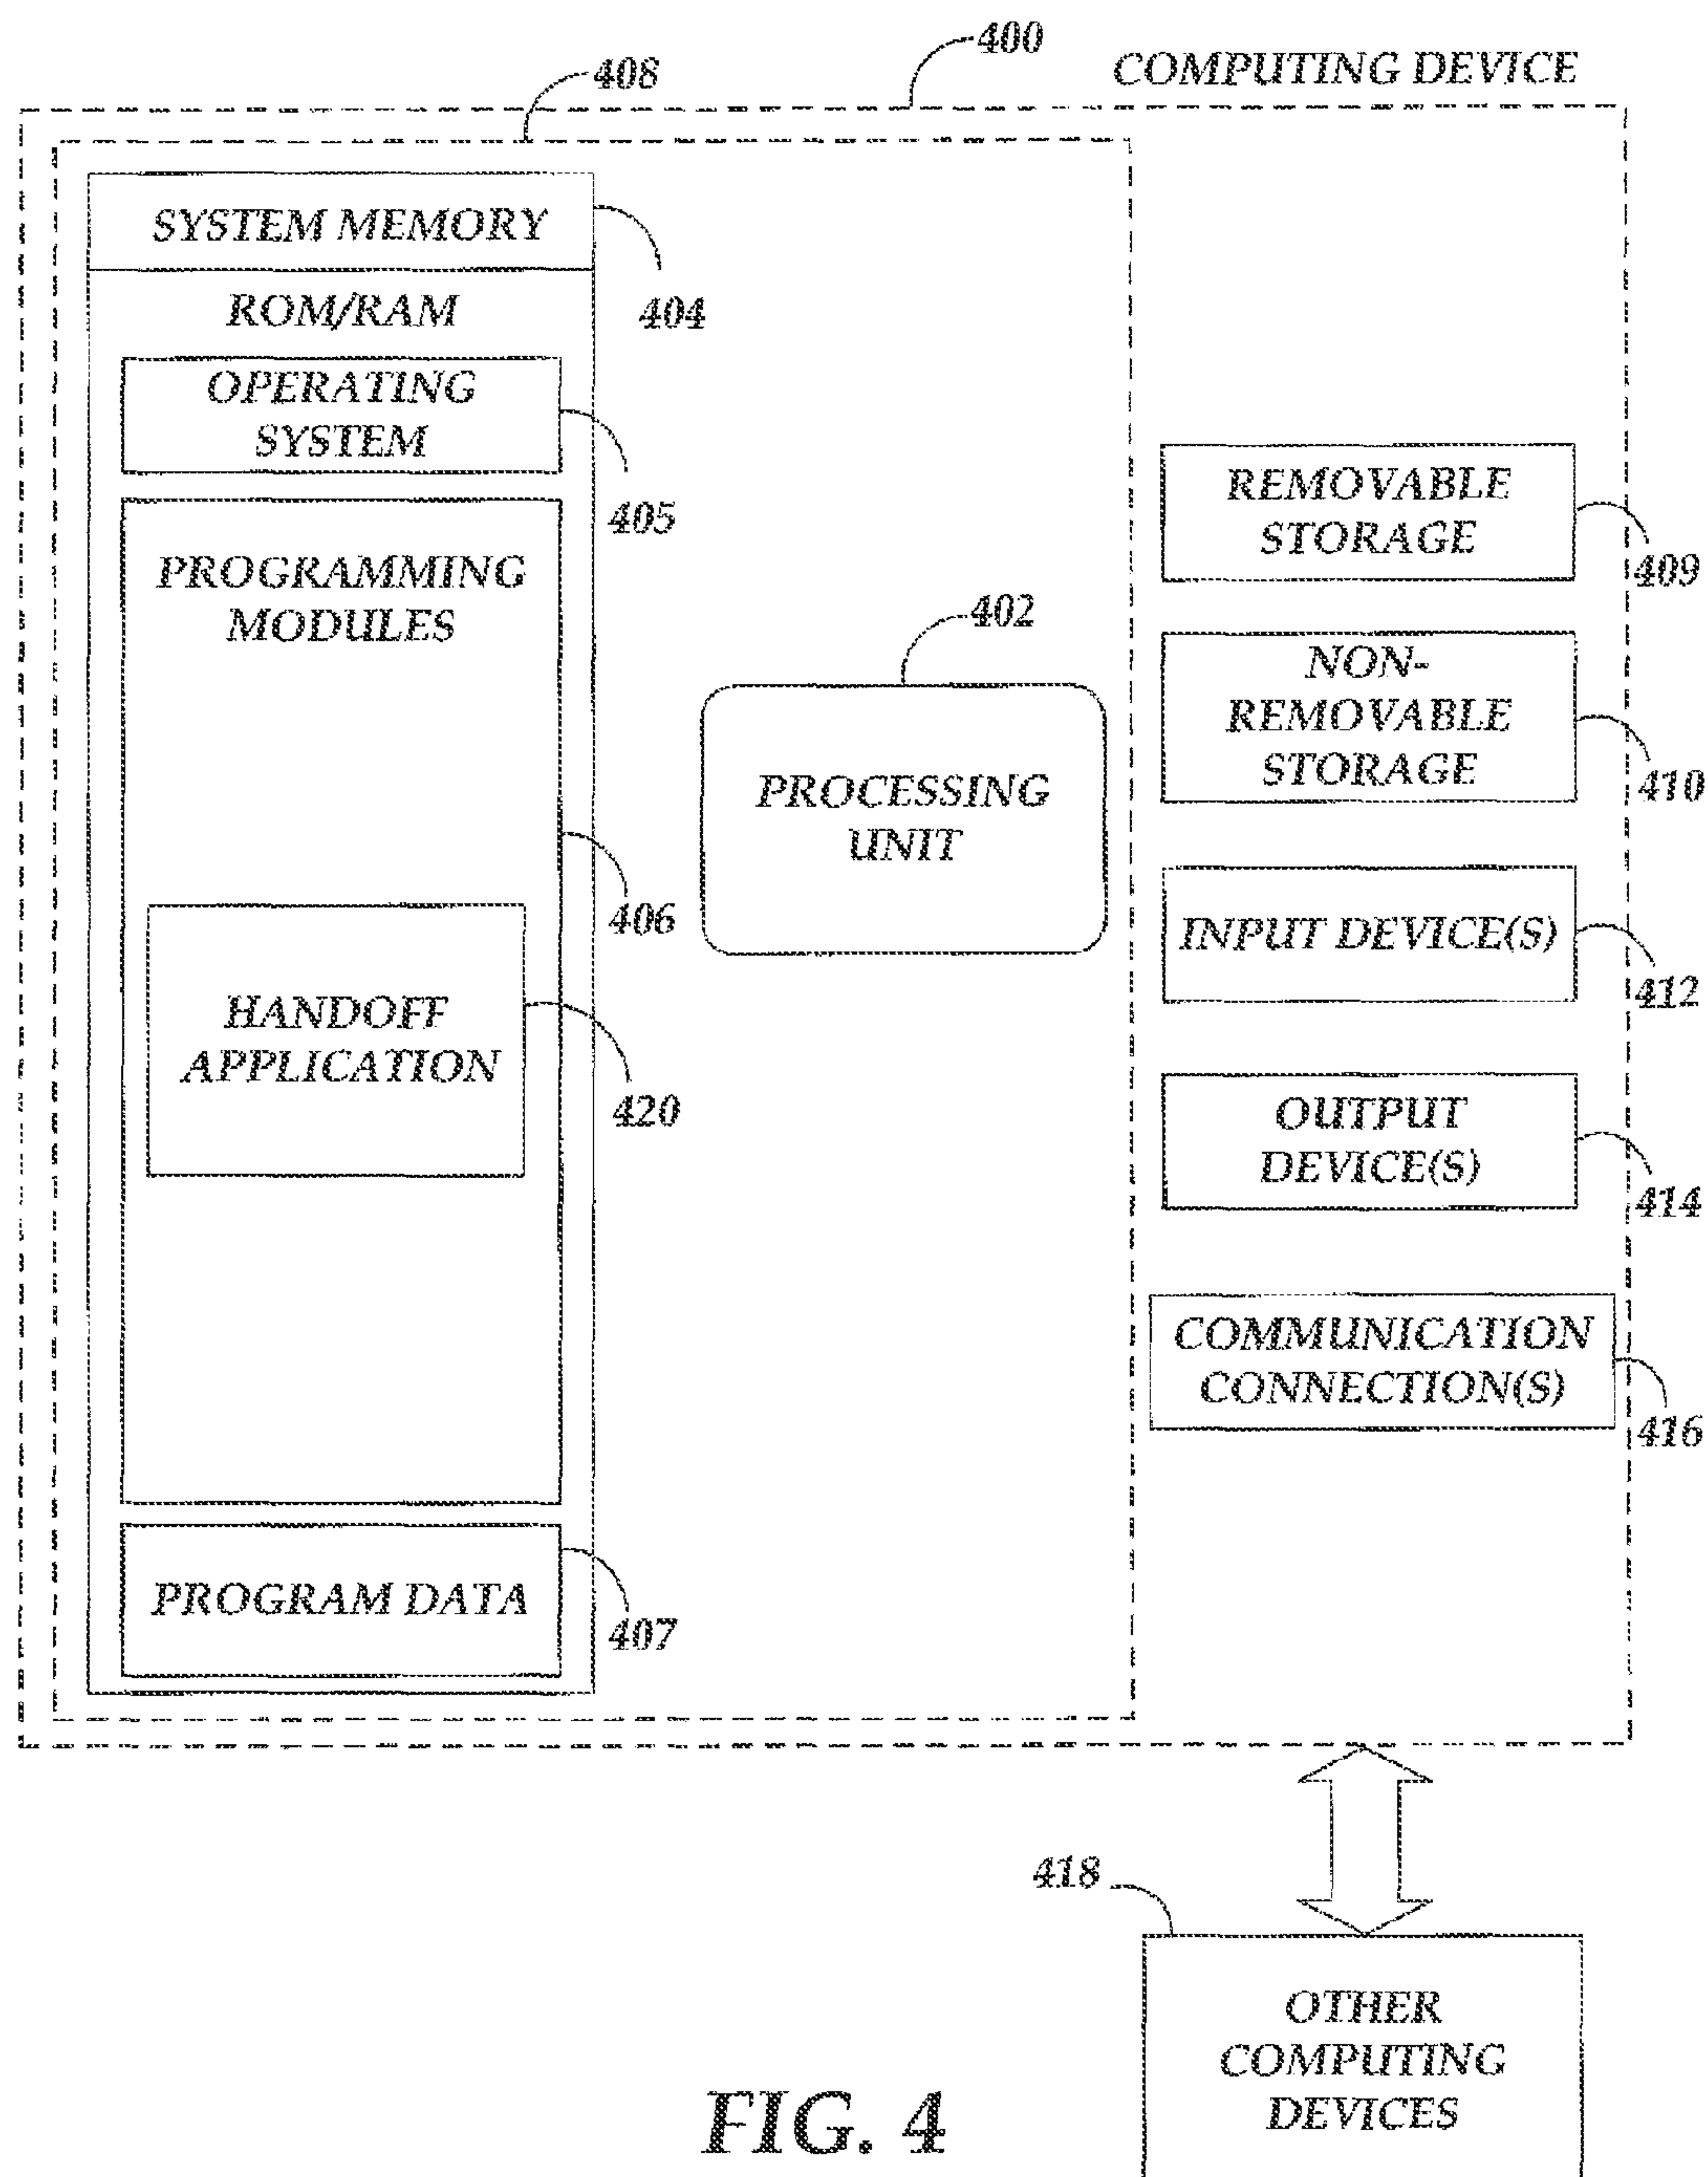 400
COMPUTING DEVICE
408
SYSTEM MEMORY
404
ROM/RAM
OPERATING
SYSTEM
405
PROGRAMMING
MODULES
406
HANDOFF
APPLICATION
420
PROGRAM DATA
407
402
PROCESSING
UNIT
REMOVABLE
STORAGE
409
NON-
REMOVABLE
STORAGE
410
INPUT DEVICE(S)
412
OUTPUT
DEVICE(S)
414
COMMUNICATION
CONNECTION(S)
416
418
OTHER
COMPUTING
DEVICES
FIG. 4